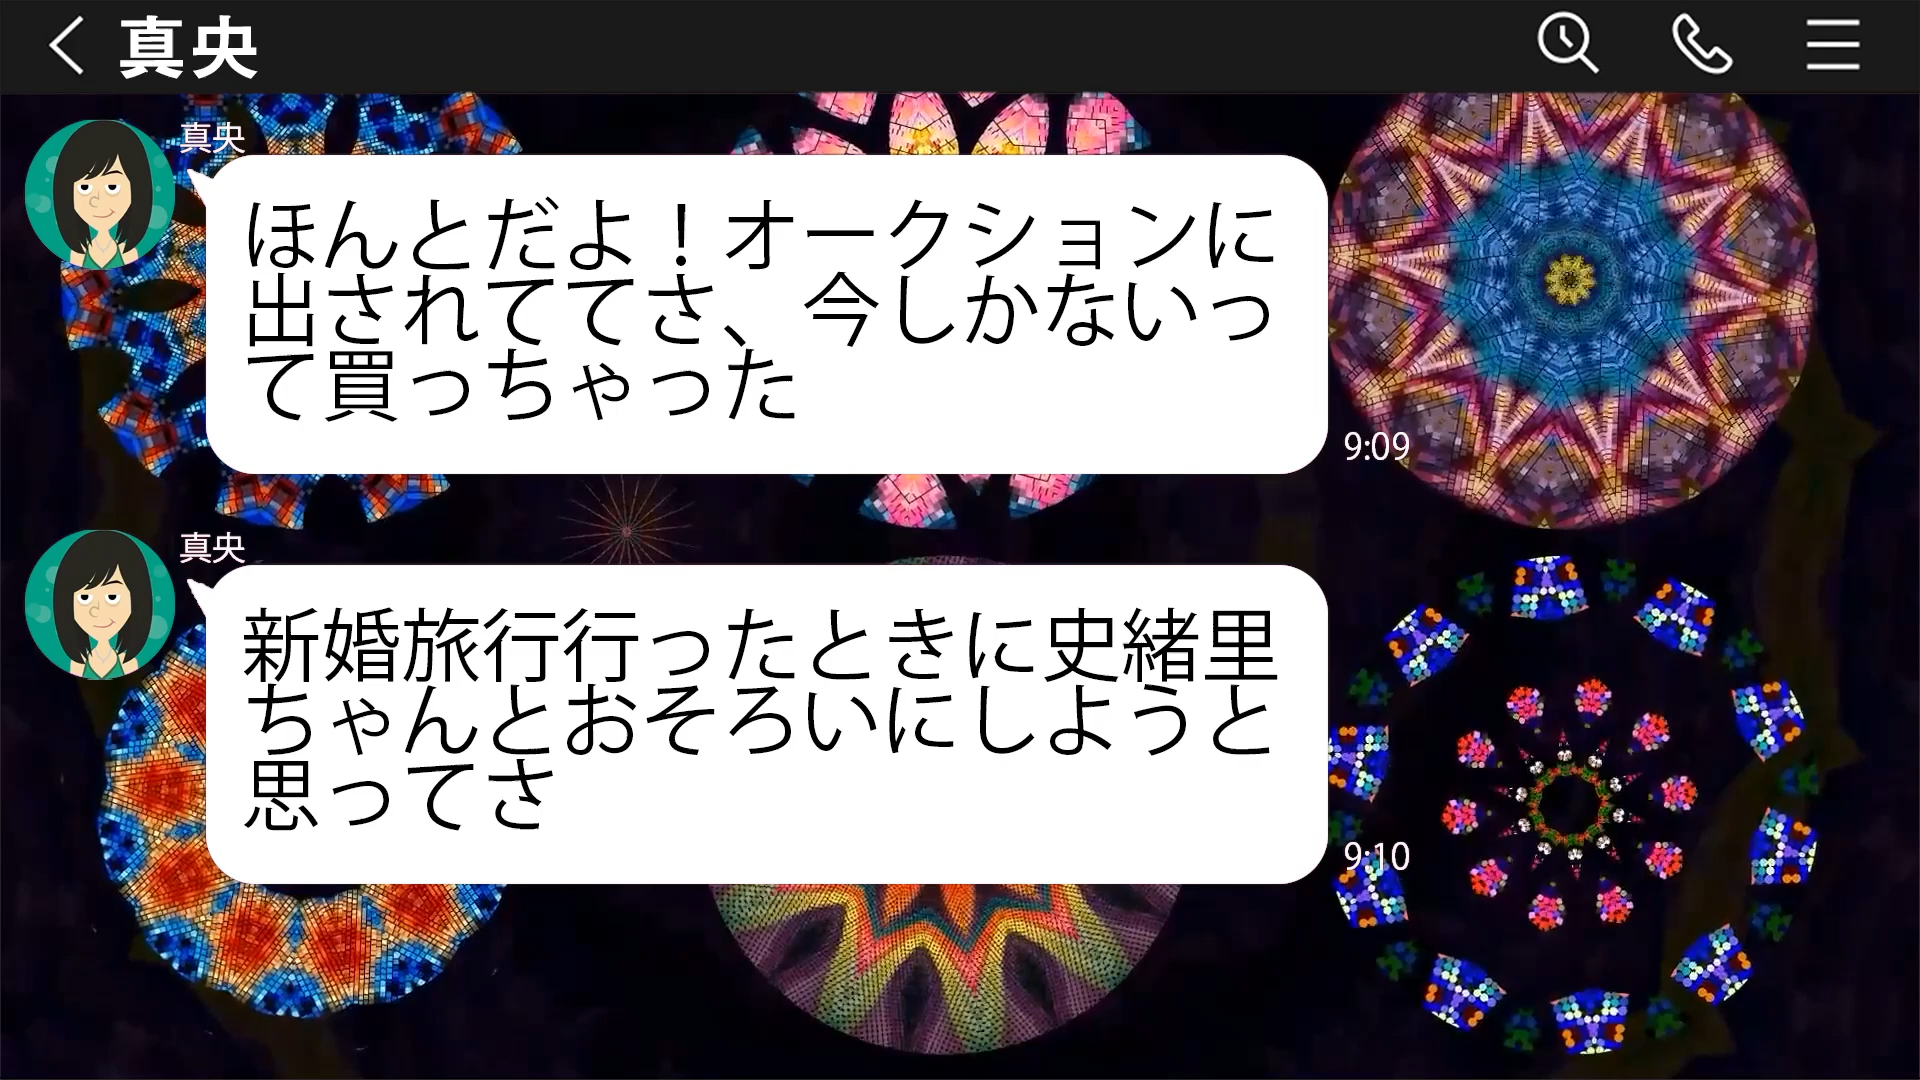 真央
真央
ほんとだよ！オークションに
出されててさ、今しかないっ
て買っちゃった
9:09
真央
新婚旅行行ったときに史緒里
ちゃんとおそろいにしようと
思ってさ
9:10